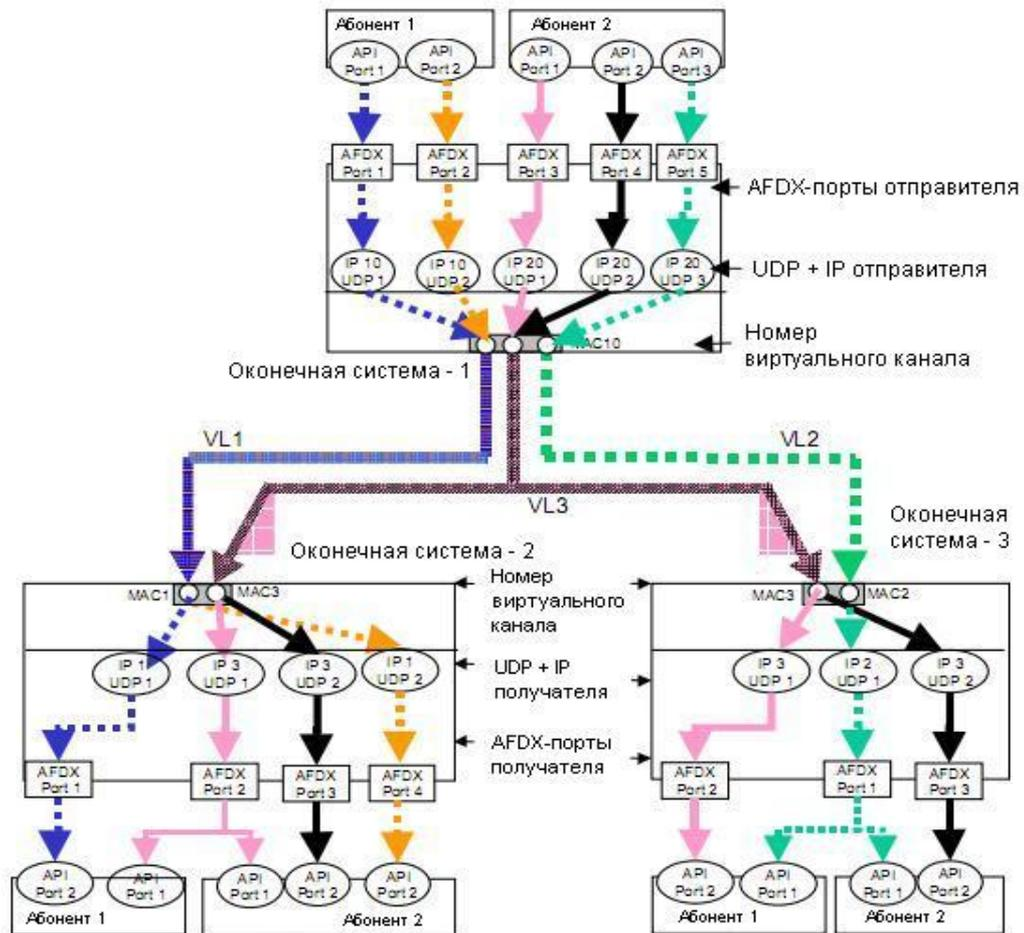 Абонент 1
Абонент 2
API Port 1
API Port 2
API Port 1
API Port 2
API Port 3
AFDX Port 1
AFDX Port 2
AFDX Port 3
AFDX Port 4
AFDX Port 5
AFDX-порты отправителя
IP 10 UDP 1
IP 10 UDP 2
IP 20 UDP 1
IP 20 UDP 2
IP 20 UDP 3
UDP + IP отправителя
Номер
виртуального канала
AC10
Оконечная система - 1
VL1
VL2
VL3
Оконечная система - 2
Оконечная
система - 3
Номер
виртуального
канала
MAC1
MAC3
MAC3
MAC2
IP 1 UDP 1
IP 3 UDP 1
IP 3 UDP 2
IP 1 UDP 2
UDP + IP
получателя
IP 3 UDP 1
IP 2 UDP 1
IP 3 UDP 2
AFDX-порты
получателя
AFDX Port 1
AFDX Port 2
AFDX Port 3
AFDX Port 4
AFDX Port 2
AFDX Port 1
AFDX Port 3
API Port 2
API Port 1
API Port 1
API Port 2
API Port 2
API Port 2
API Port 1
API Port 1
API Port 2
Абонент 1
Абонент 2
Абонент 1
Абонент 2